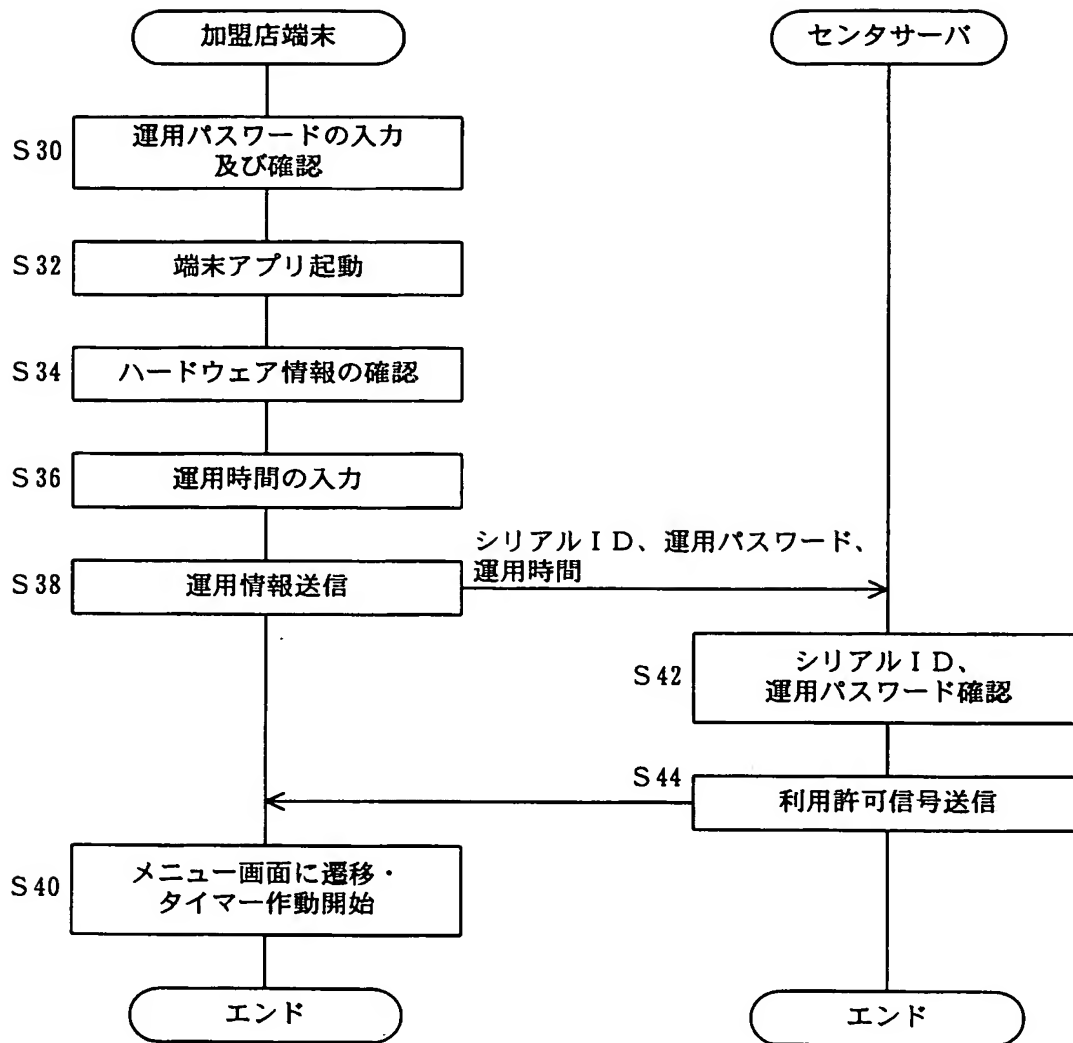 加盟店端末
センタサーバ
S30
運用パスワードの入力
及び確認
S32
端末アプリ起動
S34
ハードウェア情報の確認
S36
運用時間の入力
シリアルID、運用パスワード、
運用時間
S38
運用情報送信
S42
シリアルID、
運用パスワード確認
S44
利用許可信号送信
S40
メニュー画面に遷移・
タイマー作動開始
エンド
エンド